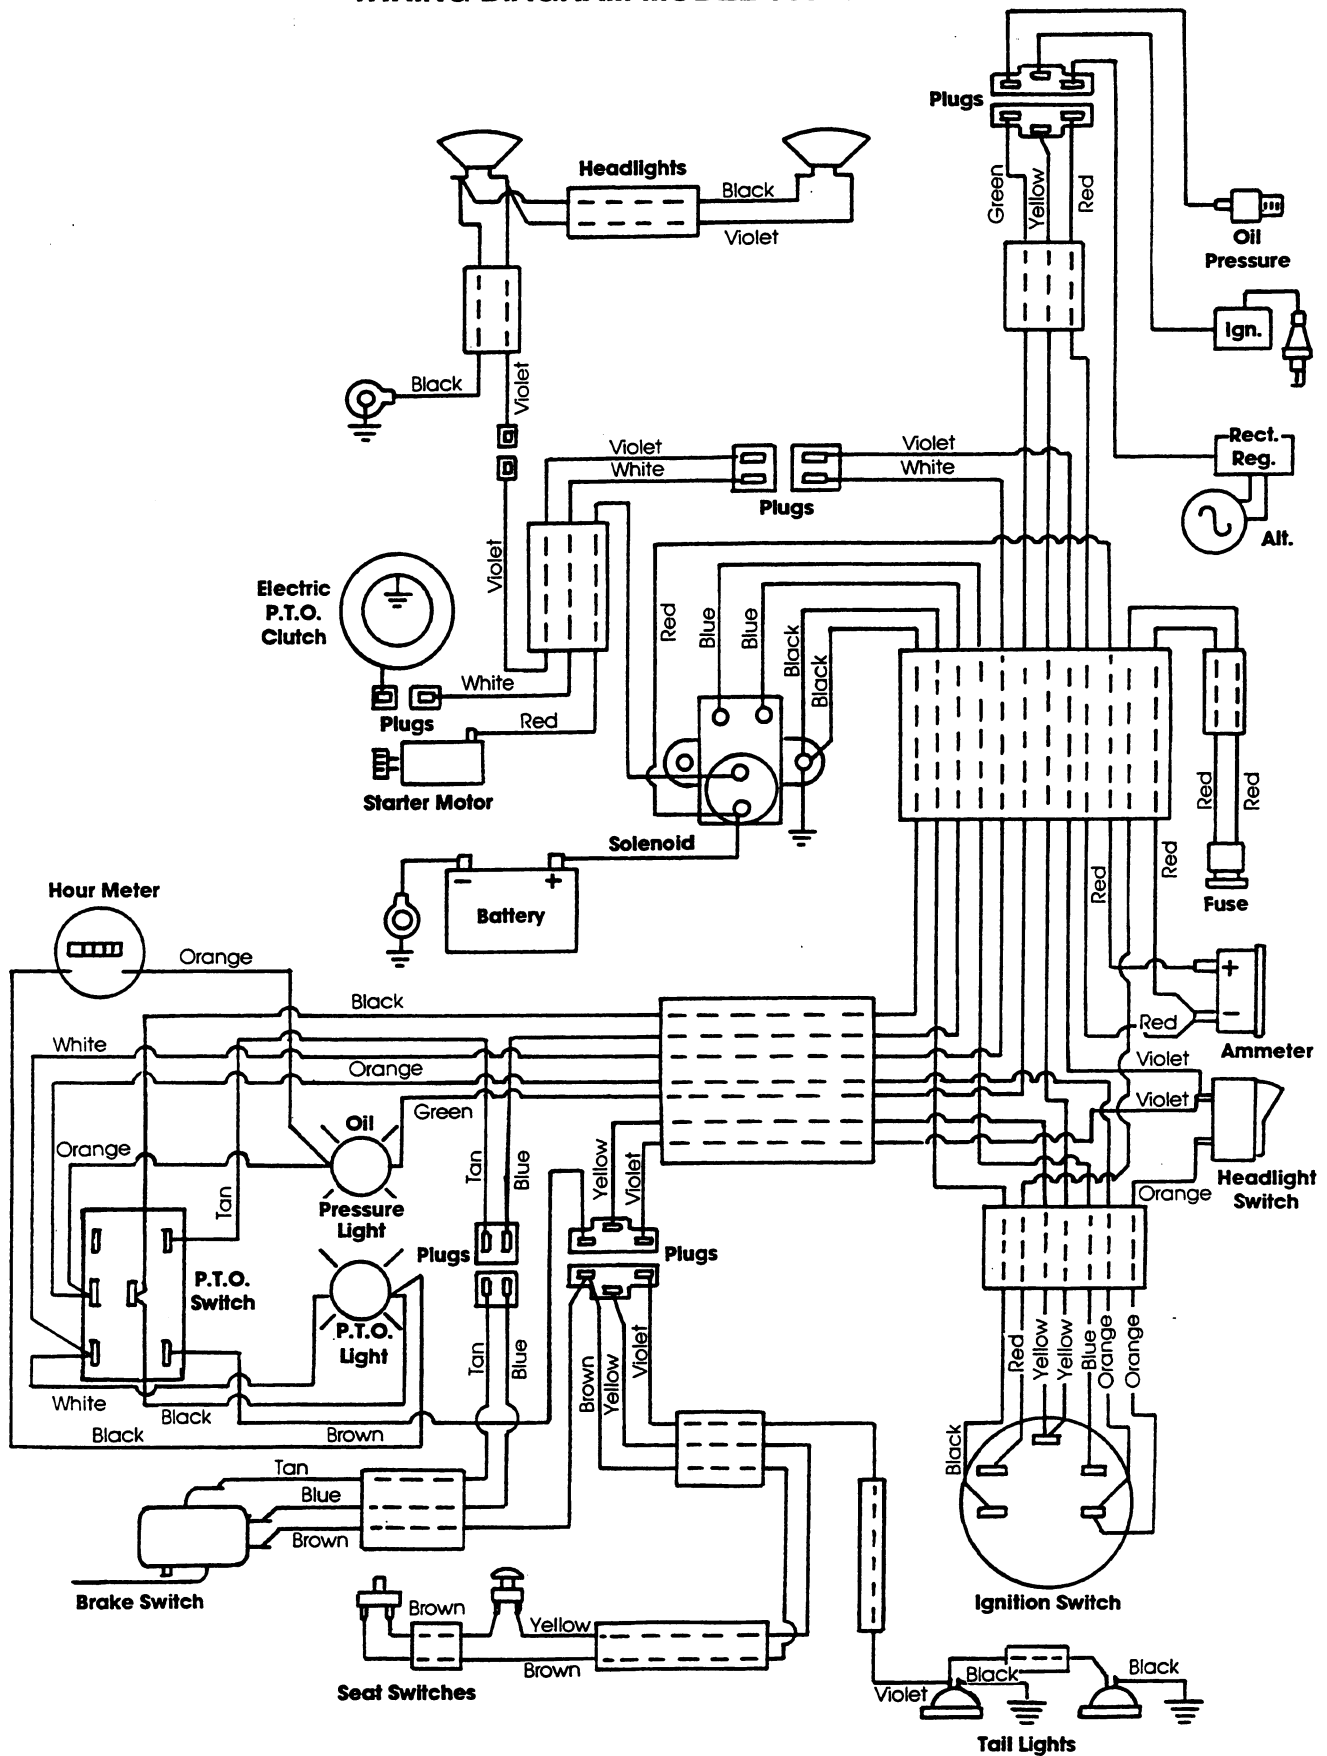 Plugs
Headlights
Black
Violet
Green
Yellow
Red
Oil
Pressure
Ign.
Black
Violet
Rect.
Reg.
Alt.
Violet
White
Plugs
Violet
White
Electric
P.T.O.
Clutch
Violet
Red
Blue
Blue
Black
Black
White
Plugs
Red
Starter Motor
Solenoid
Red
Red
Fuse
Red
Red
Battery
Hour Meter
Orange
Black
White
Orange
Green
Red
Ammeter
Violet
Violet
Headlight
Switch
Orange
Oil
Pressure
Light
Orange
Tan
Tan
Blue
Yellow
Violet
Plugs
Plugs
P.T.O.
Switch
P.T.O.
Light
Tan
Blue
Brown
Yellow
Violet
Red
Yellow
Yellow
Blue
Orange
Orange
White
Black
Black
Brown
Black
Tan
Blue
Brown
Brake Switch
Ignition Switch
Brown
Yellow
Brown
Seat Switches
Violet
Black
Black
Tail Lights